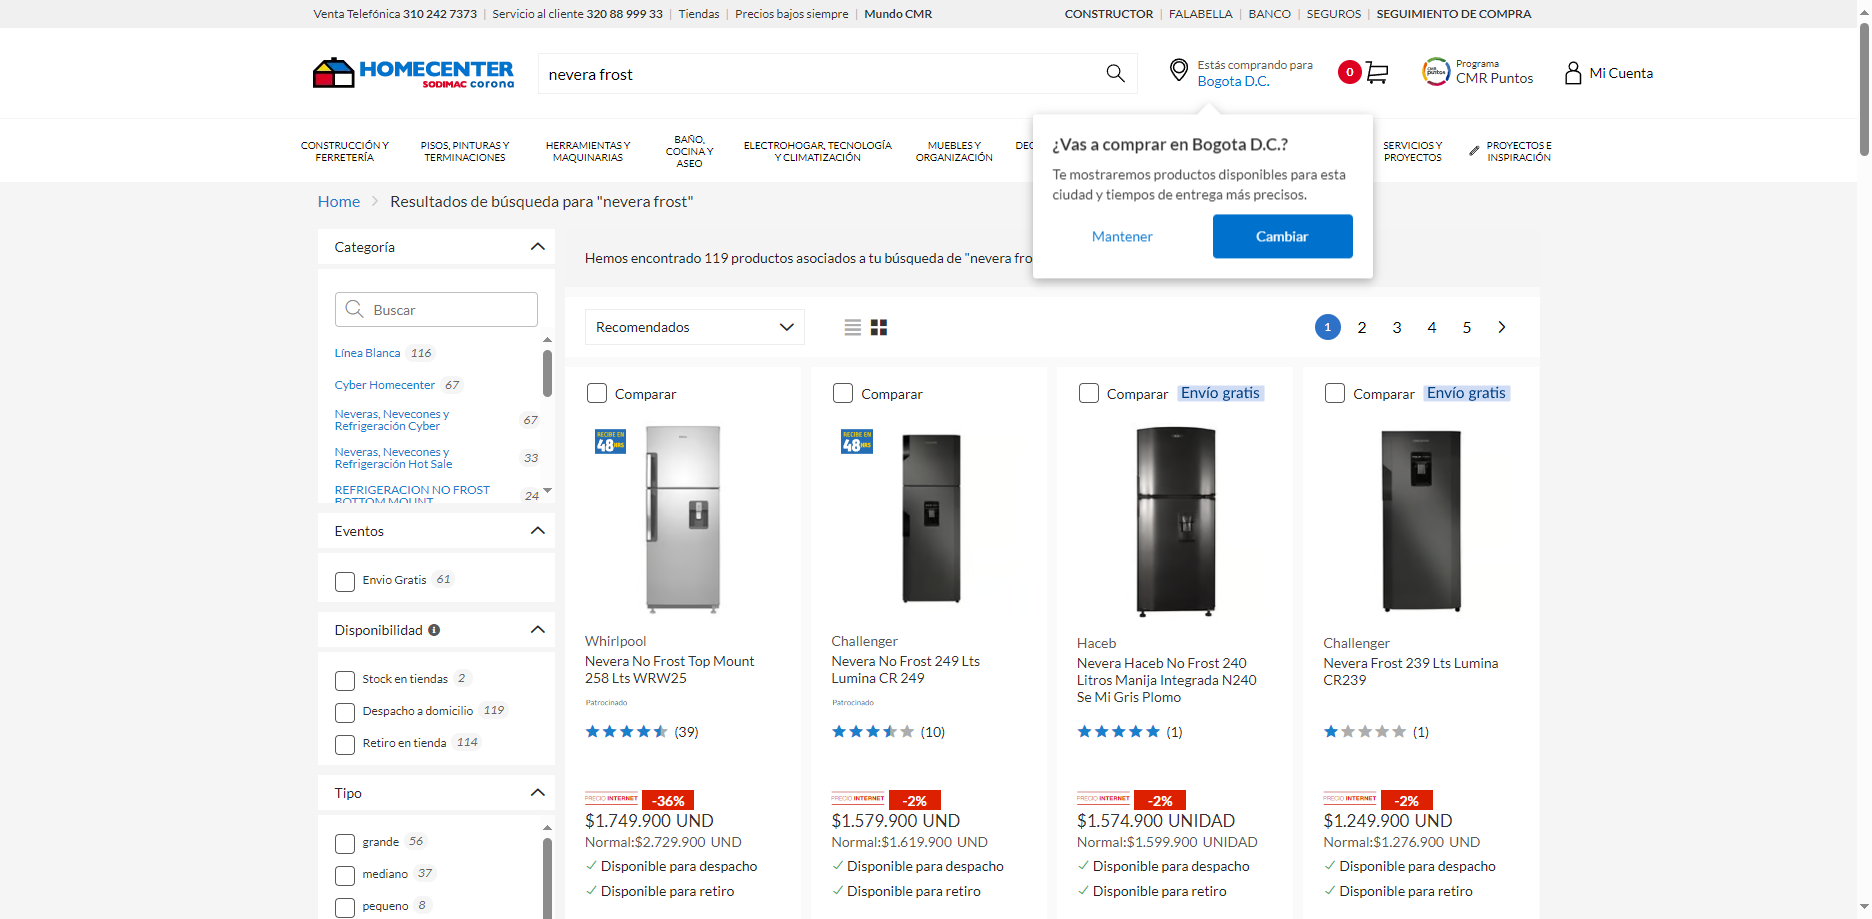 Venta Telefónica 310 242 7373 | Servicio al cliente 320 88 999 33 | Tiendas | Precios bajos siempre | Mundo CMR
CONSTRUCTOR | FALABELLA | BANCO | SEGUROS | SEGUIMIENTO DE COMPRA
HOMECENTER
SODIMAC corona
nevera frost
Estás comprando para
Bogota D.C.
0
CMR puntos
Programa
CMR Puntos
Mi Cuenta
CONSTRUCCIÓN Y
FERRETERÍA
PISOS, PINTURAS Y
TERMINACIONES
HERRAMIENTAS Y
MAQUINARIAS
BAÑO,
COCINA Y
ASEO
ELECTROHOGAR, TECNOLOGÍA
Y CLIMATIZACIÓN
MUEBLES Y
ORGANIZACIÓN
DEC
SERVICIOS Y
PROYECTOS
PROYECTOS E
INSPIRACIÓN
¿Vas a comprar en Bogota D.C.?
Te mostraremos productos disponibles para esta
ciudad y tiempos de entrega más precisos.
Mantener
Cambiar
Home > Resultados de búsqueda para "nevera frost"
Categoría
Buscar
Línea Blanca 116
Cyber Homecenter 67
Neveras, Nevecones y
Refrigeración Cyber 67
Neveras, Nevecones y
Refrigeración Hot Sale 33
REFRIGERACION NO FROST
BOTTOM MOUNT 24
Eventos
Envio Gratis 61
Disponibilidad
Stock en tiendas 2
Despacho a domicilio 119
Retiro en tienda 114
Tipo
grande 56
mediano 37
pequeno 8
Hemos encontrado 119 productos asociados a tu búsqueda de "nevera fro
Recomendados
1 2 3 4 5
Comparar
RECIBE EN
48HRS
Whirlpool
Nevera No Frost Top Mount
258 Lts WRW25
Patrocinado
(39)
PRECIO INTERNET -36%
$1.749.900 UND
Normal:$2.729.900 UND
Disponible para despacho
Disponible para retiro
Comparar
RECIBE EN
48HRS
Challenger
Nevera No Frost 249 Lts
Lumina CR 249
Patrocinado
(10)
PRECIO INTERNET -2%
$1.579.900 UND
Normal:$1.619.900 UND
Disponible para despacho
Disponible para retiro
Comparar Envío gratis
Haceb
Nevera Haceb No Frost 240
Litros Manija Integrada N240
Se Mi Gris Plomo
(1)
PRECIO INTERNET -2%
$1.574.900 UNIDAD
Normal:$1.599.900 UNIDAD
Disponible para despacho
Disponible para retiro
Comparar Envío gratis
Challenger
Nevera Frost 239 Lts Lumina
CR239
(1)
PRECIO INTERNET -2%
$1.249.900 UND
Normal:$1.276.900 UND
Disponible para despacho
Disponible para retiro